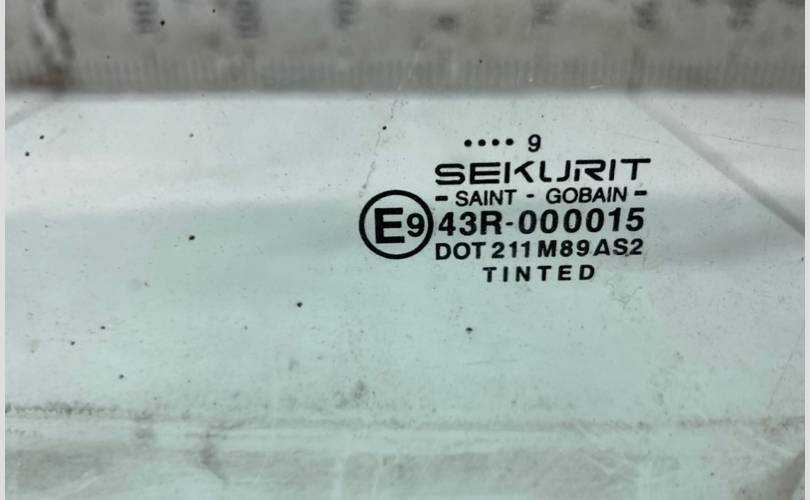 •••• 9
SEKURIT
- SAINT - GOBAIN -
E9 43R-000015
DOT 211 M89 AS2
TINTED